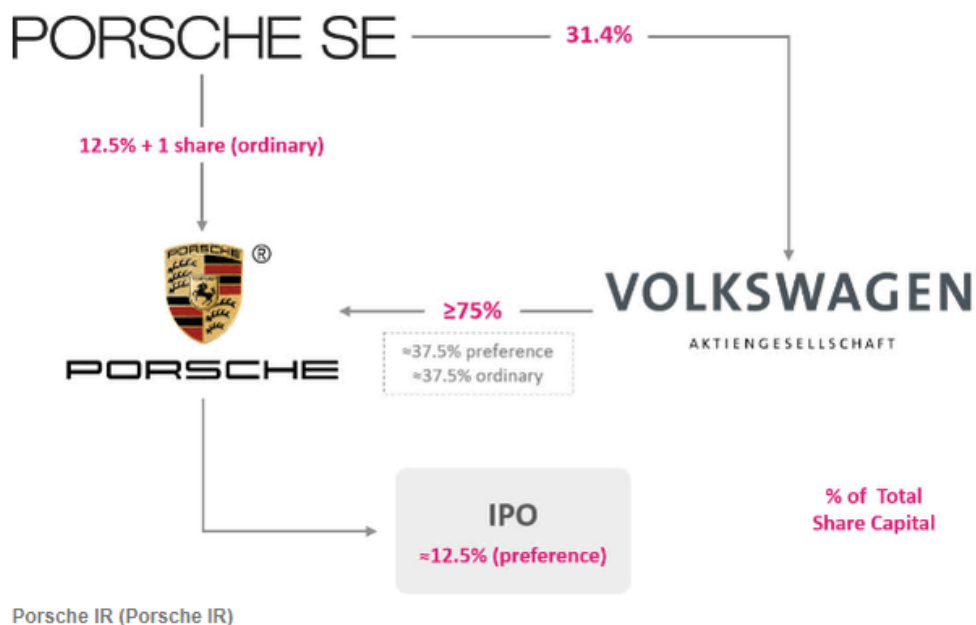 PORSCHE SE
31.4%
12.5% + 1 share (ordinary)
PORSCHE
®
PORSCHE
≥75%
≈37.5% preference
≈37.5% ordinary
VOLKSWAGEN
AKTIENGESELLSCHAFT
IPO
≈12.5% (preference)
% of Total
Share Capital
Porsche IR (Porsche IR)